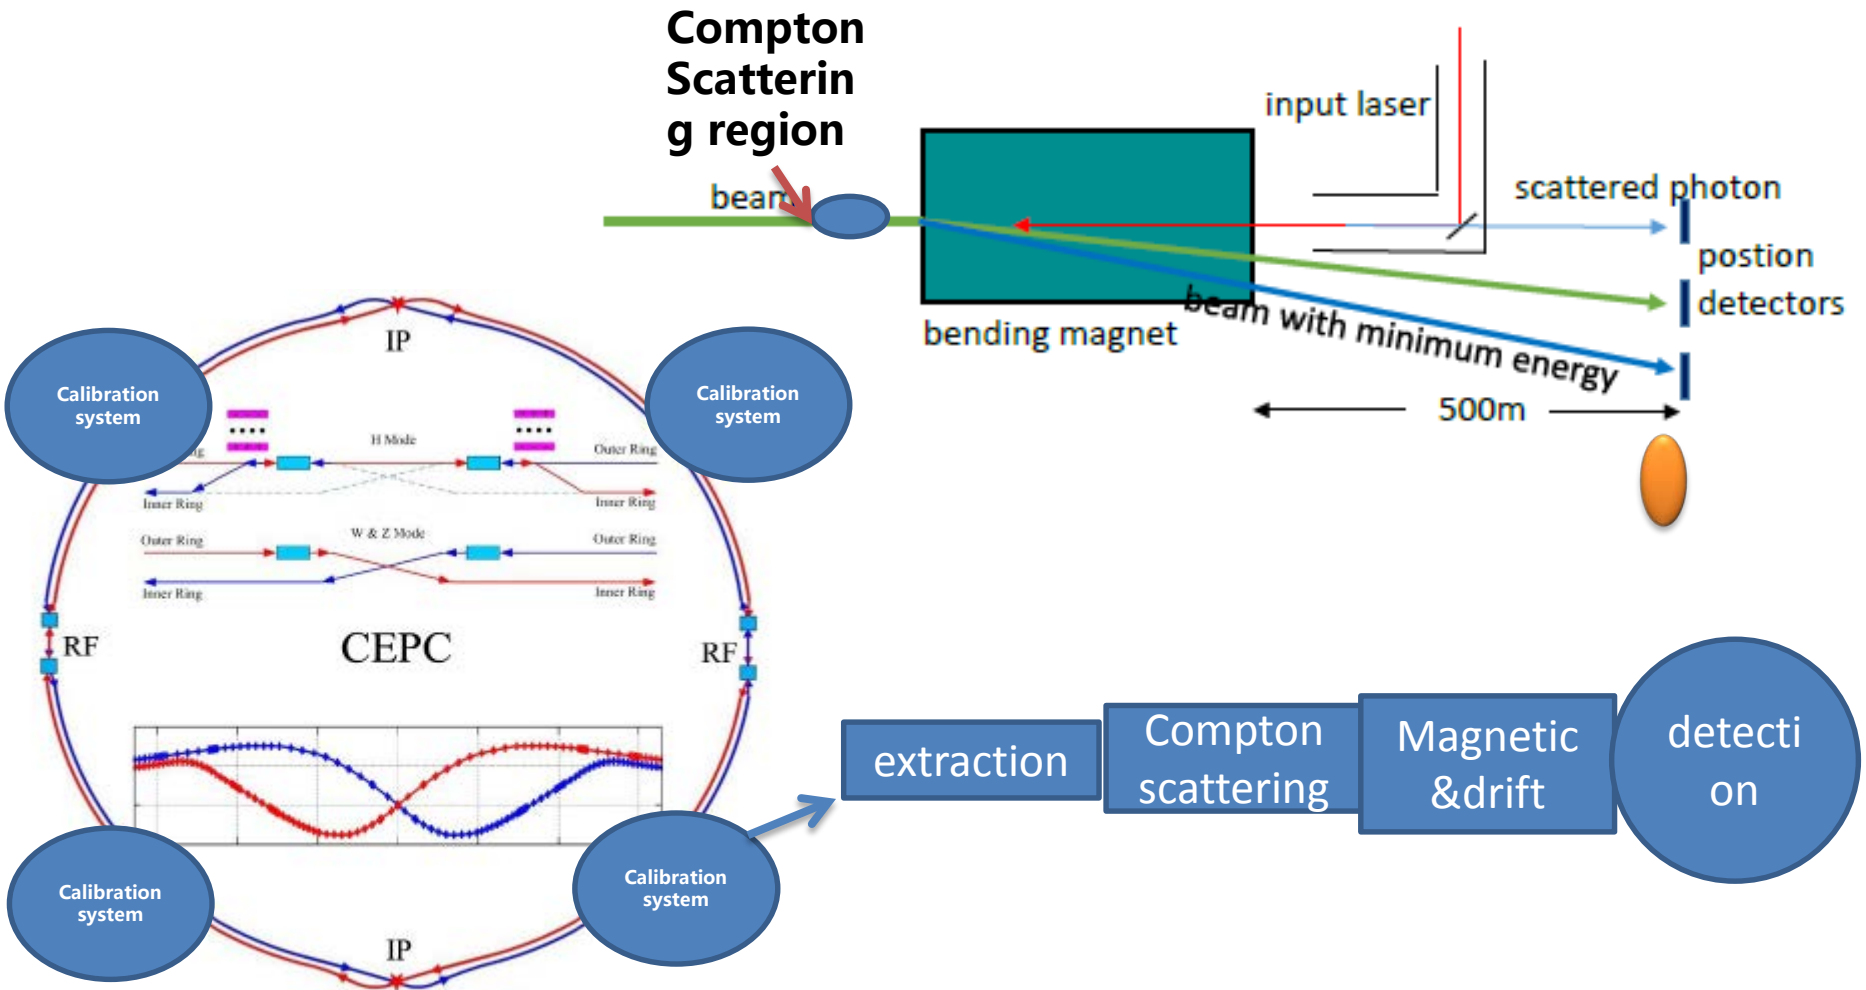 Compton
Scatterin
g region
input laser
beam
scattered photon
postion
detectors
bending magnet
beam with minimum energy
500m
IP
Calibration
system
Calibration
system
H Mode
Outer Ring
Inner Ring
Inner Ring
W & Z Mode
Outer Ring
Outer Ring
Inner Ring
Inner Ring
RF
CEPC
RF
extraction
Compton
scattering
Magnetic
&drift
detecti
on
Calibration
system
Calibration
system
IP